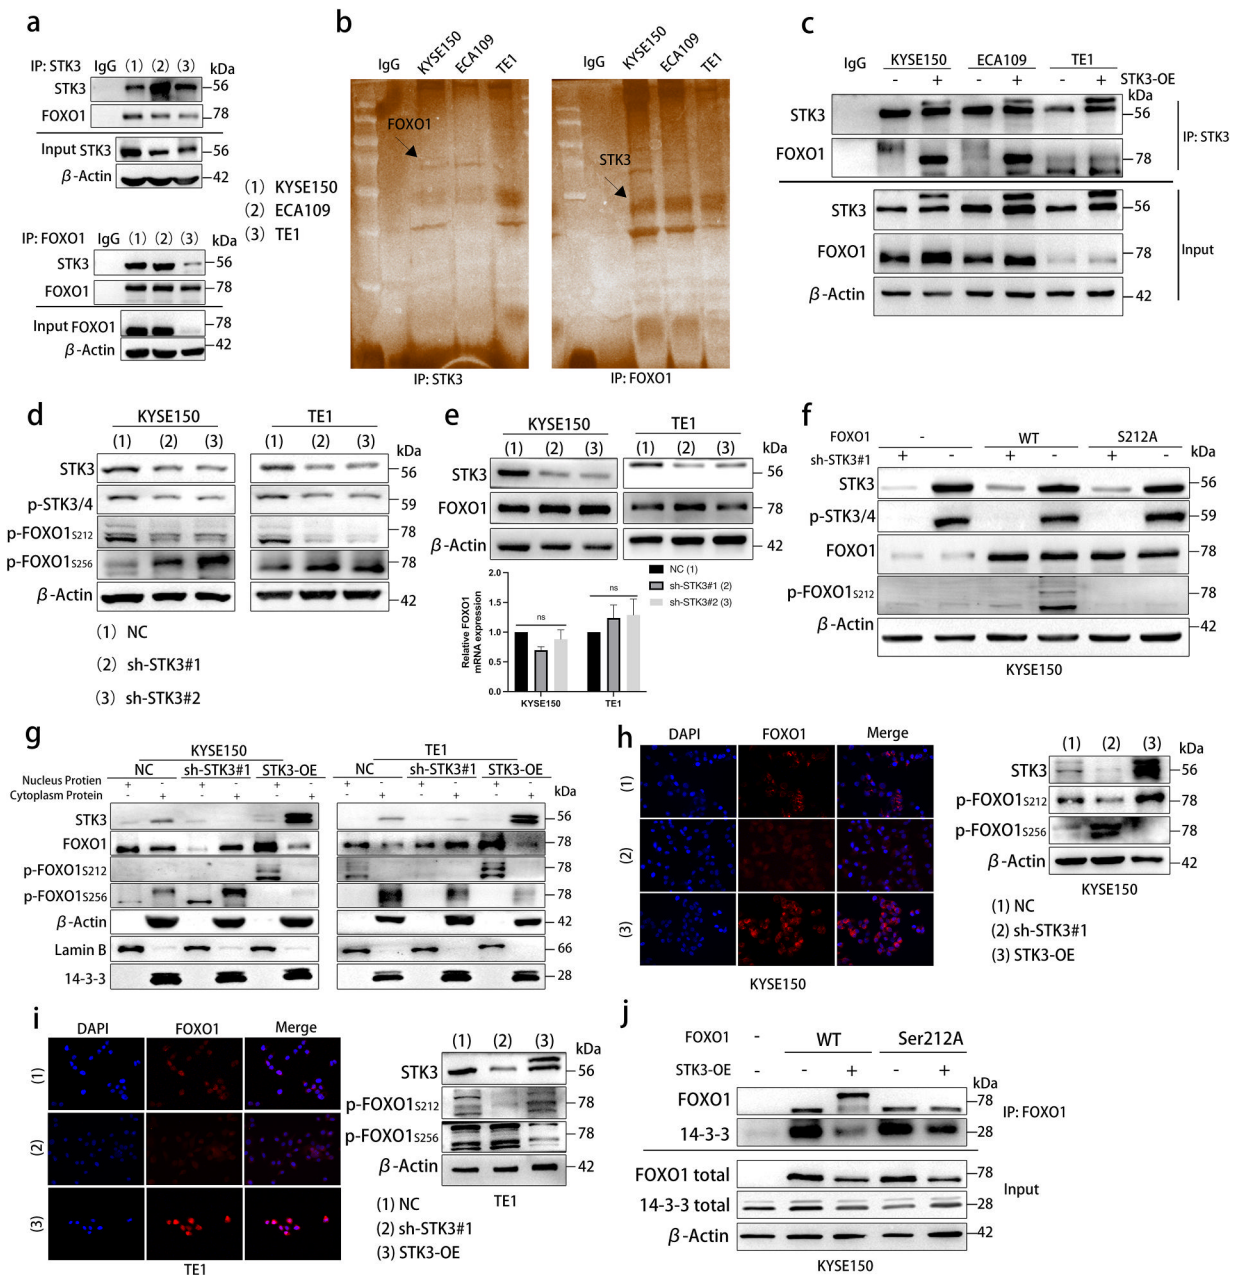 a
IP: STK3 IgG (1) (2) (3) kDa
STK3 56
FOXO1 78
Input STK3 56
β-Actin 42
(1) KYSE150
(2) ECA109
(3) TE1
IP: FOXO1 IgG (1) (2) (3) kDa
STK3 56
FOXO1 78
Input FOXO1 78
β-Actin 42
b
IgG KYSE150 ECA109 TE1
FOXO1
IP: STK3
IgG KYSE150 ECA109 TE1
STK3
IP: FOXO1
c
IgG KYSE150 ECA109 TE1
- + - + - + STK3-OE
kDa
STK3 56
FOXO1 78
IP: STK3
STK3 56
FOXO1 78
β-Actin 42
Input
d
KYSE150 TE1
(1) (2) (3) (1) (2) (3) kDa
STK3 56
p-STK3/4 59
p-FOXO1S212 78
p-FOXO1S256 78
β-Actin 42
(1) NC
(2) sh-STK3#1
(3) sh-STK3#2
e
KYSE150 TE1
(1) (2) (3) (1) (2) (3) kDa
STK3 56
FOXO1 78
β-Actin 42
NC (1)
sh-STK3#1 (2)
sh-STK3#2 (3)
Relative FOXO1
mRNA expression
2.0
1.5
1.0
0.5
0.0
ns ns
KYSE150 TE1
f
FOXO1 - WT S212A
sh-STK3#1 + - + - + - kDa
STK3 56
p-STK3/4 59
FOXO1 78
p-FOXO1S212 78
β-Actin 42
KYSE150
g
KYSE150 TE1
NC sh-STK3#1 STK3-OE NC sh-STK3#1 STK3-OE
Nucleus Protien + - + - + - + - + - + -
Cytoplasm Protein - + - + - + - + - + - + kDa
STK3 56
FOXO1 78
p-FOXO1S212
p-FOXO1S256 78
β-Actin 42
Lamin B 66
14-3-3 28
h
DAPI FOXO1 Merge
(1)
(2)
(3)
KYSE150
(1) (2) (3) kDa
STK3 56
p-FOXO1S212 78
p-FOXO1S256 78
β-Actin 42
KYSE150
(1) NC
(2) sh-STK3#1
(3) STK3-OE
i
DAPI FOXO1 Merge
(1)
(2)
(3)
TE1
(1) (2) (3) kDa
STK3 56
p-FOXO1S212 78
p-FOXO1S256 78
β-Actin 42
TE1
(1) NC
(2) sh-STK3#1
(3) STK3-OE
j
FOXO1 - WT Ser212A
STK3-OE - - + - +
kDa
FOXO1 78
14-3-3 28
IP: FOXO1
FOXO1 total 78
14-3-3 total 28
β-Actin 42
Input
KYSE150